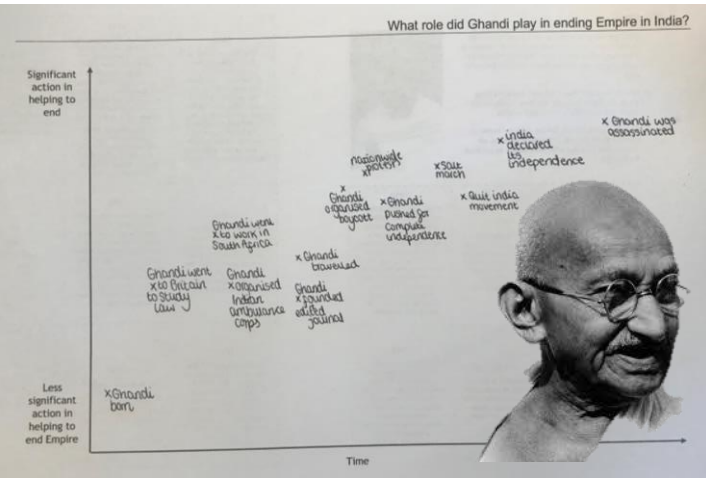 What role did Ghandi play in ending Empire in India?
Significant
action in
helping to
end
x Ghandi was
assassinated
x india
declared
its
independence
nationwide
x protests
x salt
march
x Quit india
movement
x
Ghandi
organised
boycott
x Ghandi
pushed for
complete
independence
Ghandi went
x to work in
South Africa
x Ghandi
travelled
Ghandi went
x to Britain
to study
law
Ghandi
x organised
Indian
ambulance
corps
Ghandi
x founded
edited
journal
x Ghandi
born
Less
significant
action in
helping to
end Empire
Time